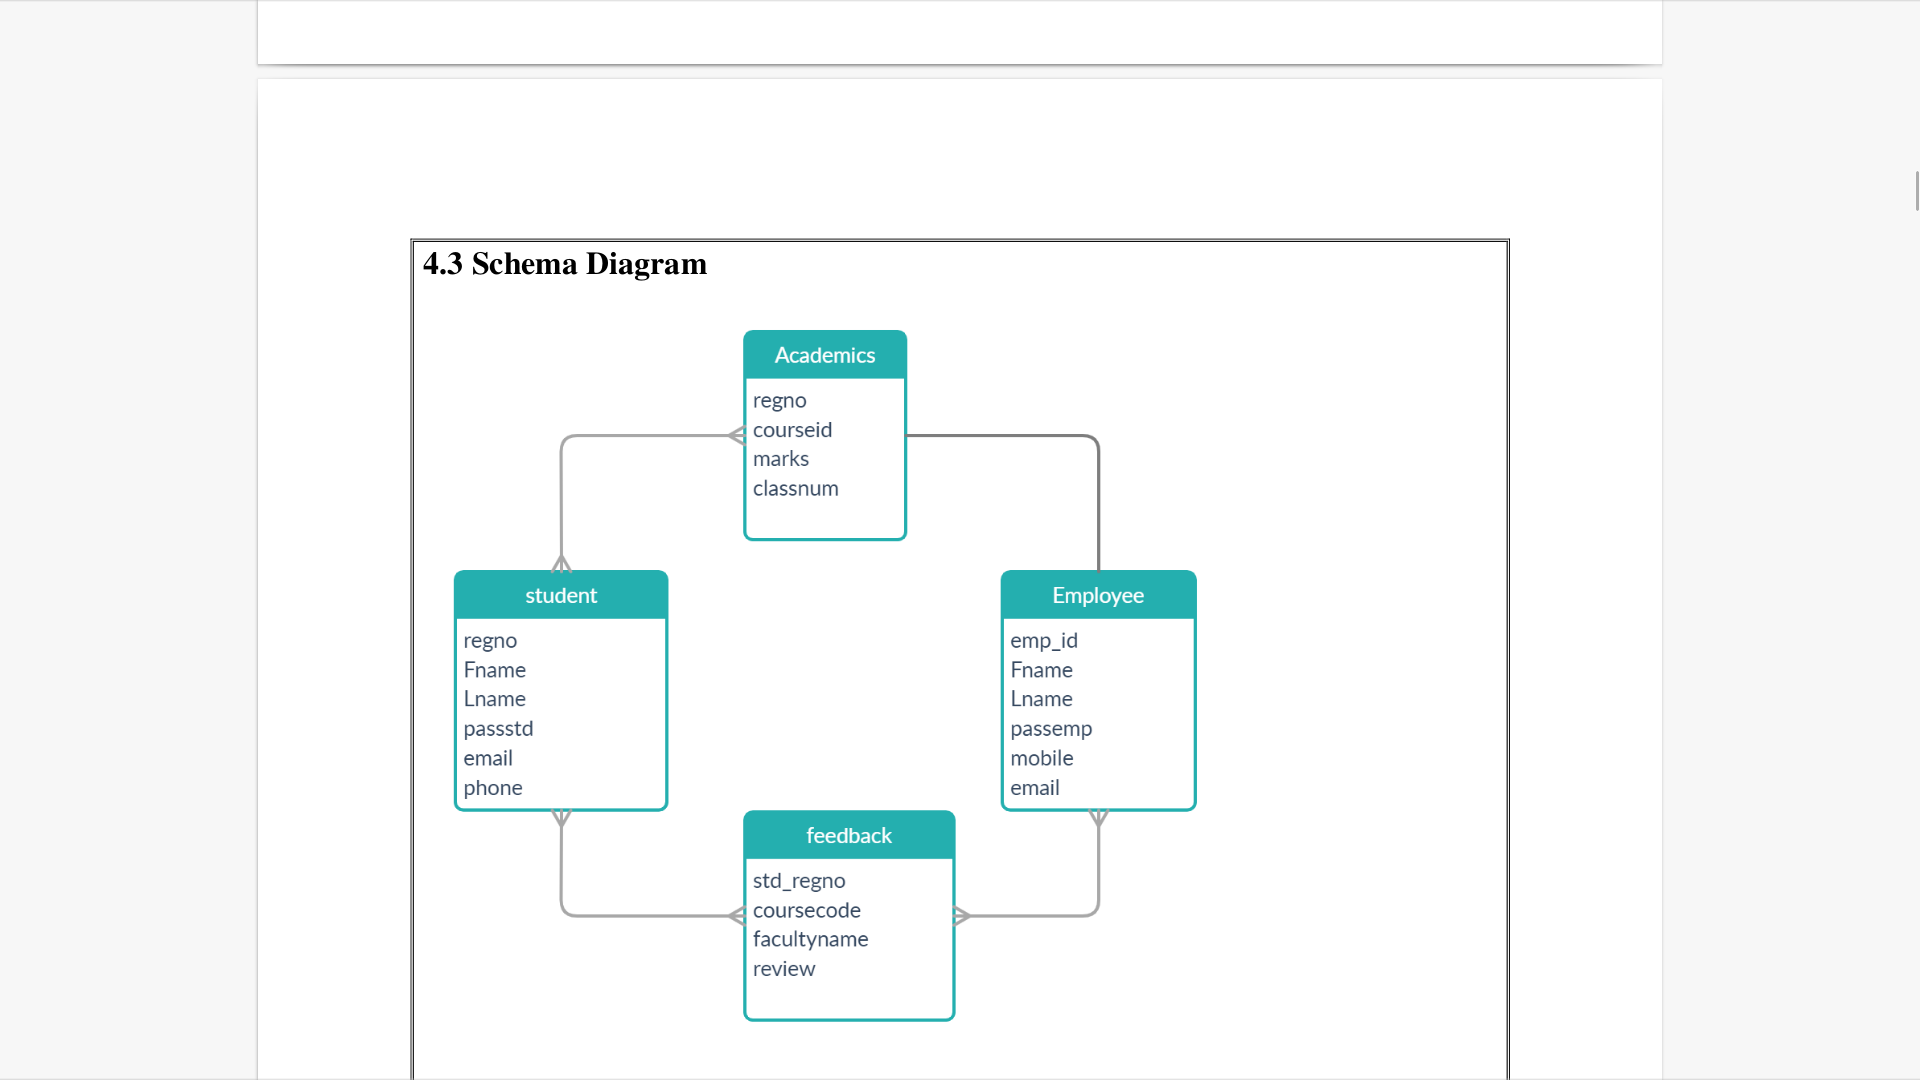 4.3 Schema Diagram
Academics
regno
courseid
marks
classnum
student
regno
Fname
Lname
passstd
email
phone
Employee
emp_id
Fname
Lname
passemp
mobile
email
feedback
std_regno
coursecode
facultyname
review